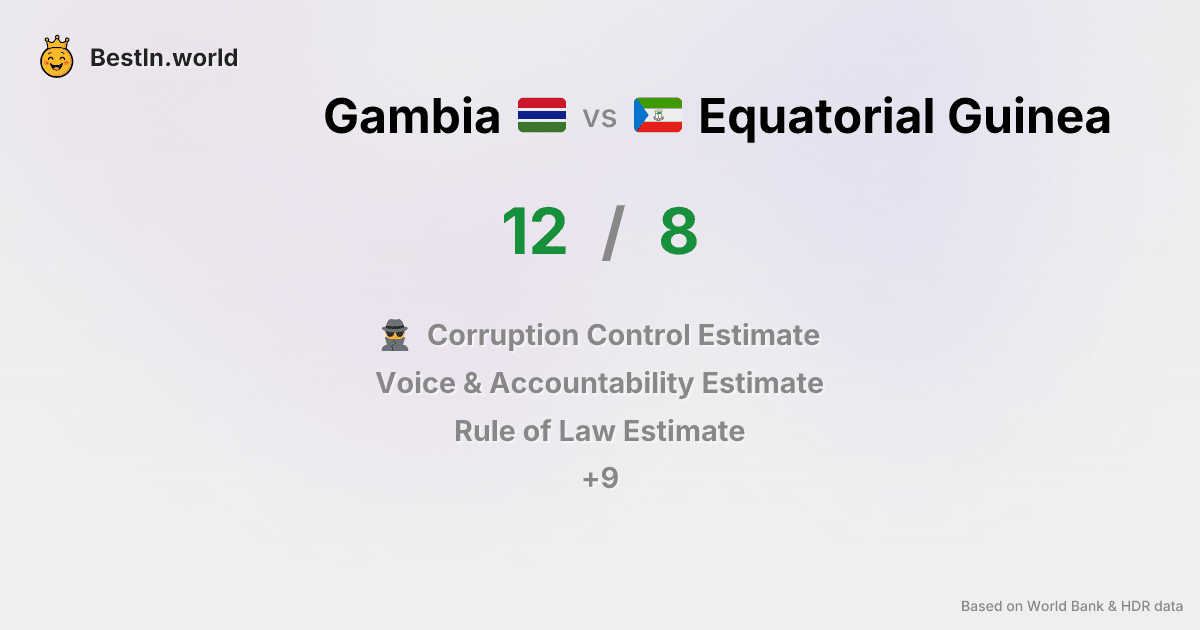 BestIn.world
Gambia vs Equatorial Guinea
12 / 8
Corruption Control Estimate
Voice & Accountability Estimate
Rule of Law Estimate
+9
Based on World Bank & HDR data